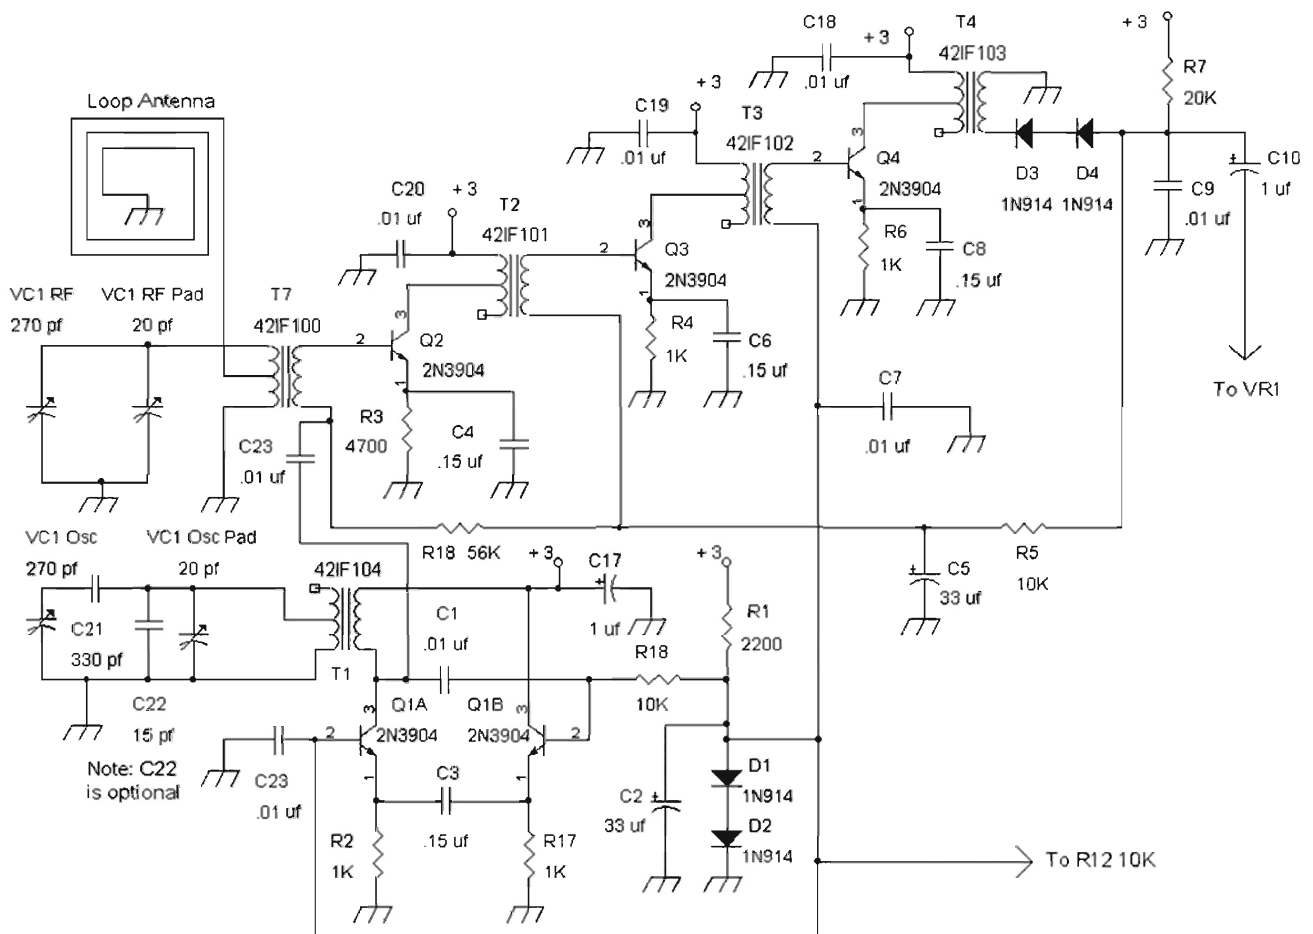 C18
+ 3
T4
42IF103
+ 3
R7
20K
.01 uf
Loop Antenna
+ 3
C19
T3
42IF102
.01 uf
3
2
Q4
2N3904
1
D3
D4
1N914
1N914
C9
.01 uf
C10
1 uf
C20
.01 uf
+ 3
T2
42IF101
3
2
Q3
2N3904
1
R6
1K
C8
.15 uf
VC1 RF
270 pf
VC1 RF Pad
20 pf
T7
42IF100
3
2
Q2
2N3904
1
R4
1K
C6
.15 uf
To VR1
R3
4700
C4
.15 uf
C23
.01 uf
C7
.01 uf
VC1 Osc
270 pf
VC1 Osc Pad
20 pf
R18 56K
R5
10K
42IF104
+ 3
C17
1 uf
+ 3
C5
33 uf
C21
330 pf
C1
.01 uf
R1
2200
T1
R18
10K
C22
15 pf
Note: C22
is optional
3
Q1A
2N3904
2
1
Q1B
2N3904
3
2
1
C23
.01 uf
C3
.15 uf
C2
33 uf
D1
1N914
D2
1N914
R2
1K
R17
1K
To R12 10K